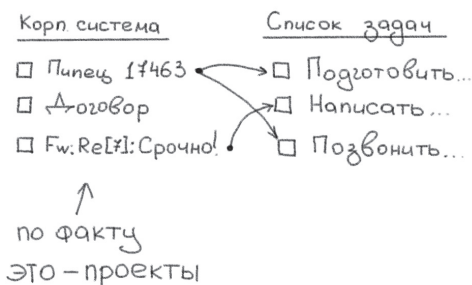 Корп. система
Список задач
Пипец 17463
Подготовить...
Договор
Написать...
Fw:Re[7]:Срочно!
Позвонить...
по факту
это – проекты